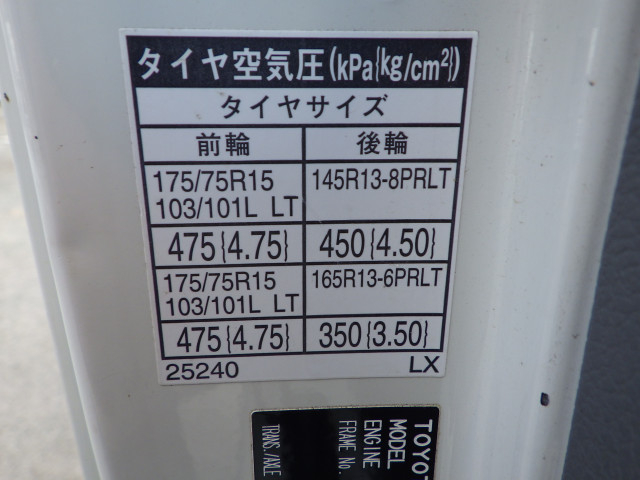 タイヤ空気圧(kPa{kg/cm²})
タイヤサイズ
前輪 後輪
175/75R15 145R13-8PRLT
103/101L LT
475{4.75} 450{4.50}
175/75R15 165R13-6PRLT
103/101L LT
475{4.75} 350{3.50}
25240 LX
TOYOT
MODEL
ENGINE
FRAME No.
TRANS./AXLE